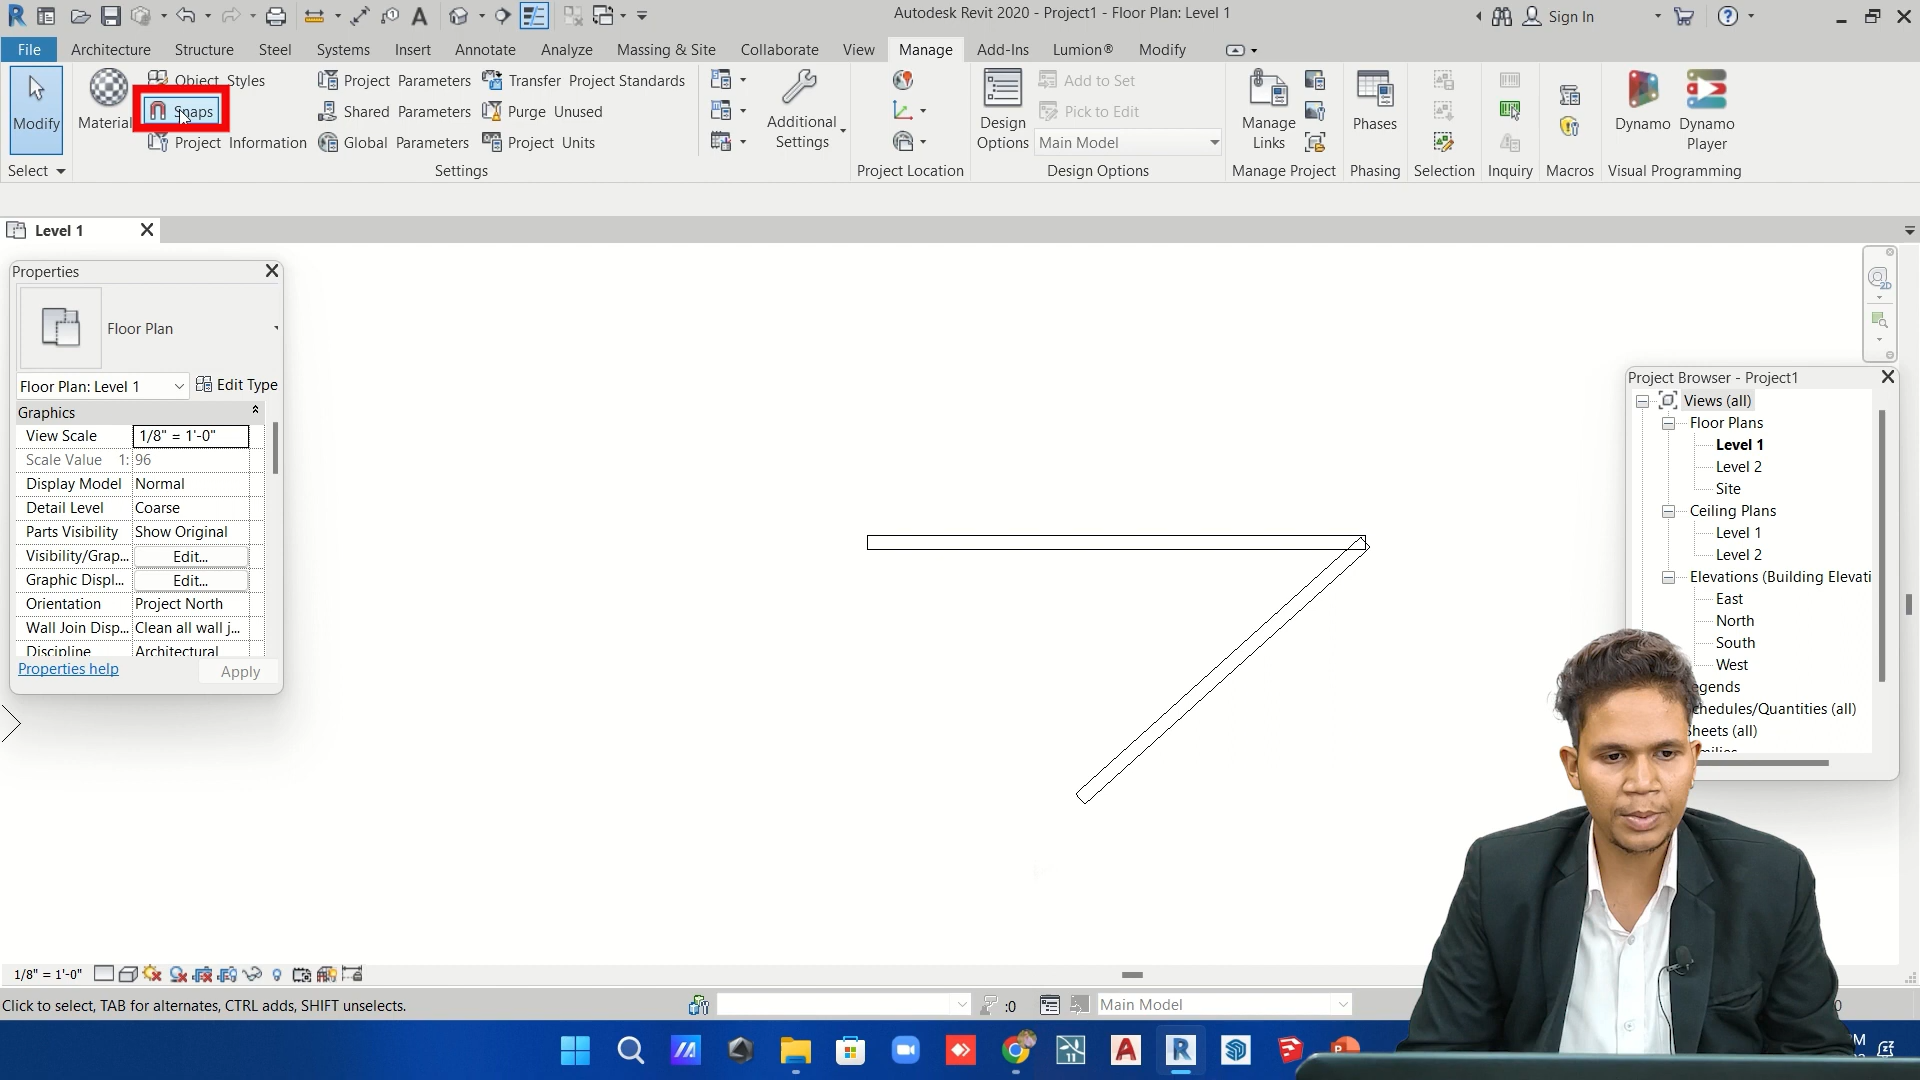 Autodesk Revit 2020 - Project1 - Floor Plan: Level 1
Sign In
File Architecture Structure Steel Systems Insert Annotate Analyze Massing & Site Collaborate View Manage Add-Ins Lumion® Modify
Modify
Material
Object Styles
Snaps
Project Information
Project Parameters
Shared Parameters
Global Parameters
Transfer Project Standards
Purge Unused
Project Units
Additional
Settings
Design
Options
Add to Set
Pick to Edit
Main Model
Manage
Links
Phases
Dynamo
Dynamo
Player
Select Settings Project Location Design Options Manage Project Phasing Selection Inquiry Macros Visual Programming
Level 1
Properties
Floor Plan
Floor Plan: Level 1
Edit Type
Graphics
View Scale 1/8" = 1'-0"
Scale Value 1: 96
Display Model Normal
Detail Level Coarse
Parts Visibility Show Original
Visibility/Grap... Edit...
Graphic Displ... Edit...
Orientation Project North
Wall Join Disp... Clean all wall j...
Discipline Architectural
Properties help
Apply
2D
Project Browser - Project1
Views (all)
Floor Plans
Level 1
Level 2
Site
Ceiling Plans
Level 1
Level 2
Elevations (Building Elevati
East
North
South
West
egends
chedules/Quantities (all)
Sheets (all)
1/8" = 1'-0"
Click to select, TAB for alternates, CTRL adds, SHIFT unselects.
:0
Main Model
11